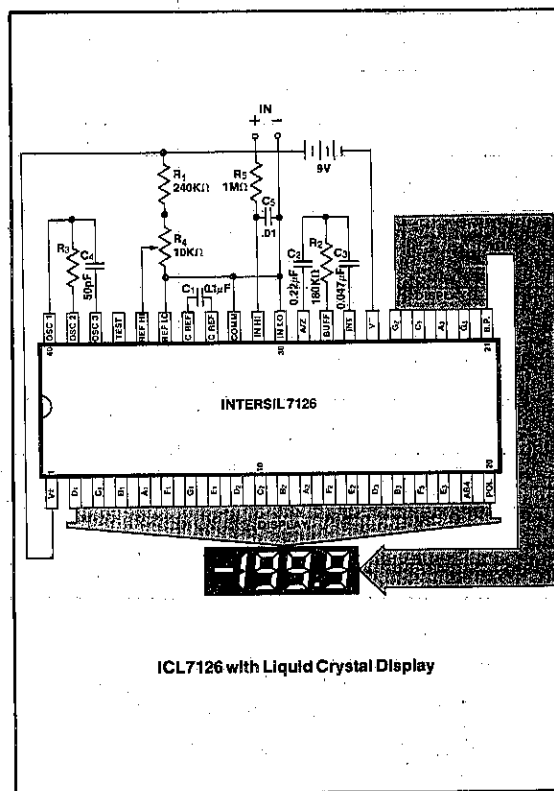 IN
+ −
9V
R1
240KΩ
R5
1MΩ
C5
.01
R4
10KΩ
R3
C4
50pF
C1 0.1µF
C2
0.22µF
R2
180KΩ
C3
0.047µF
DISPLAY
OSC 1
OSC 2
OSC 3
TEST
REF HI
REF LO
C REF
C REF
COMM
IN HI
IN LO
A/Z
BUFF
INT
V−
G2
C3
A3
G3
B.P.
40
30
21
INTERSIL 7126
1
10
20
V+
D1
C1
B1
A1
F1
G1
E1
D2
C2
B2
A2
F2
E2
D3
B3
F3
E3
AB4
POL
DISPLAY
-199.9
ICL7126 with Liquid Crystal Display